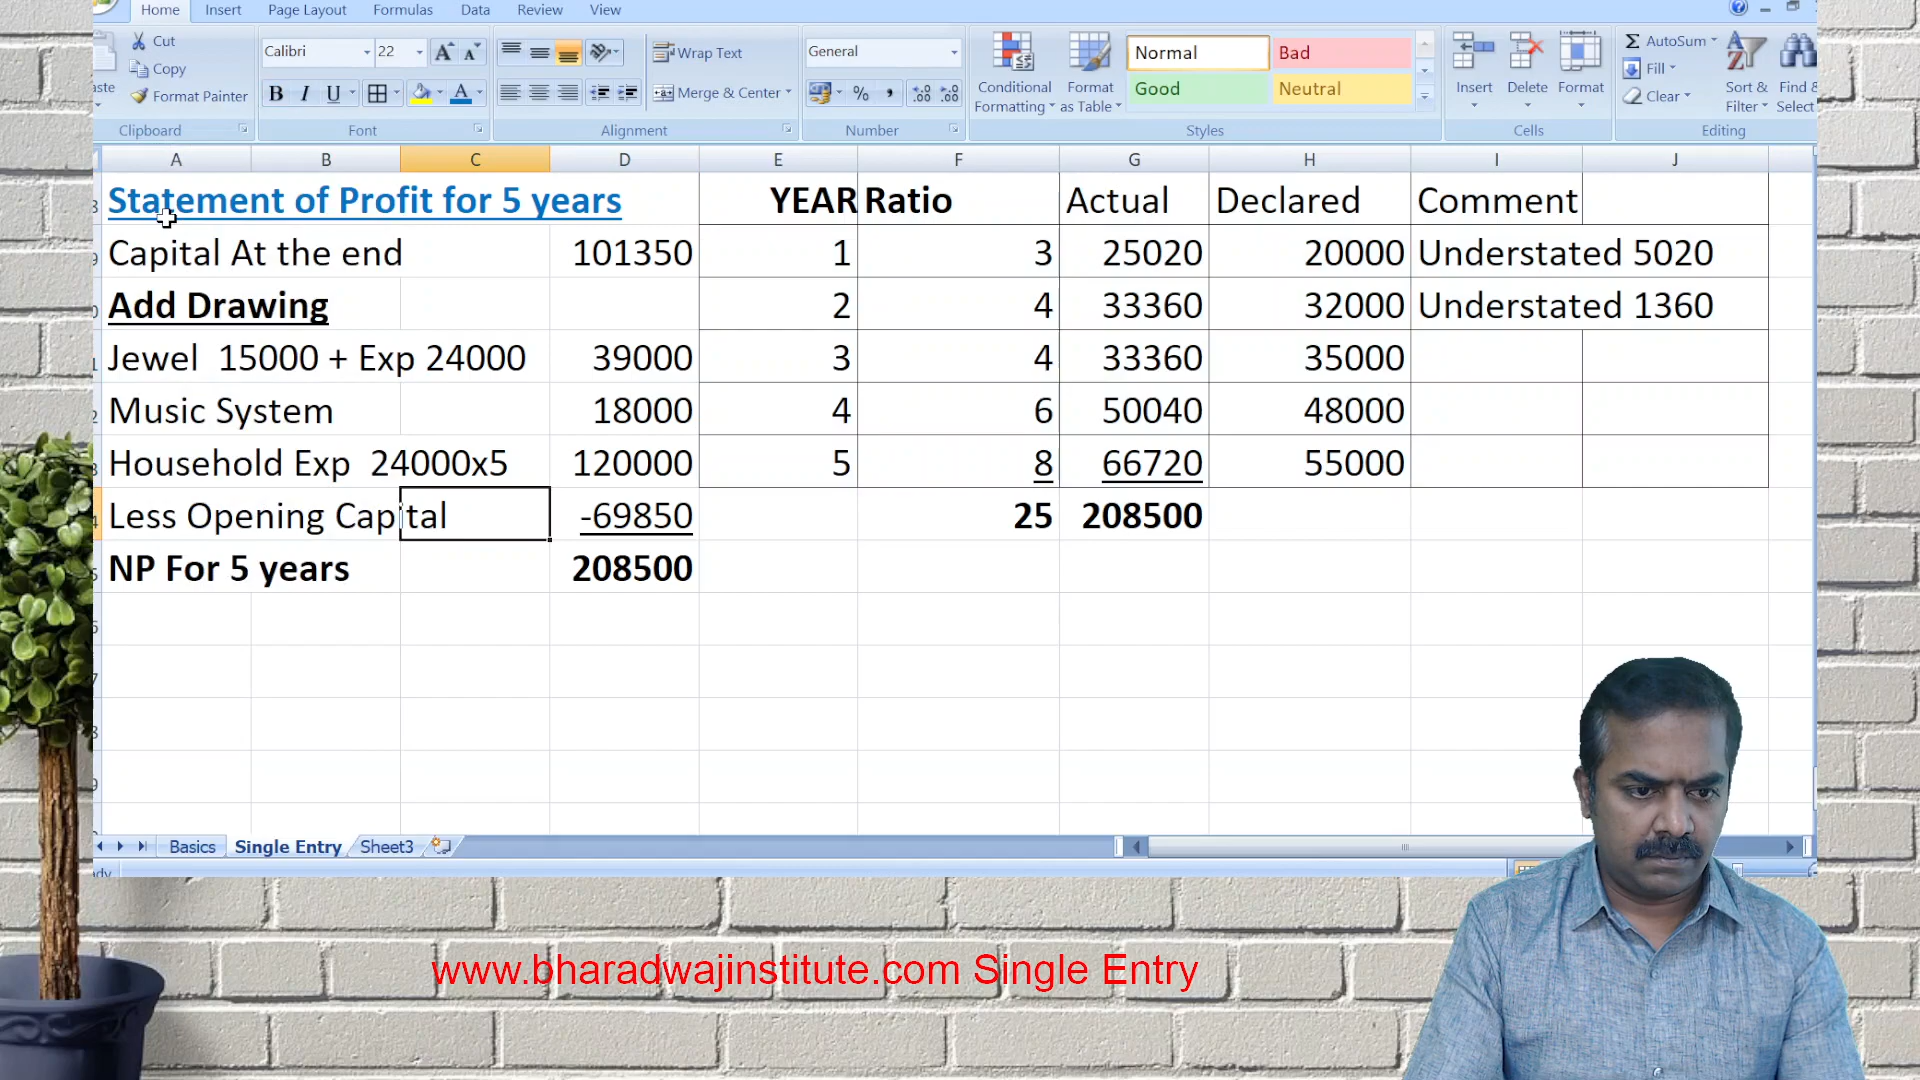 Home Insert Page Layout Formulas Data Review View
Cut
Copy
Format Painter
Clipboard
Calibri 22
B I U A
Font
Wrap Text
Merge & Center
Alignment
General
% ,
Number
Conditional Formatting
Format as Table
Normal Bad
Good Neutral
Styles
Insert Delete Format
Cells
Σ AutoSum
Fill
Clear
Sort & Filter
Find & Select
Editing
A B C D E F G H I J
Statement of Profit for 5 years YEAR Ratio Actual Declared Comment
Capital At the end 101350 1 3 25020 20000 Understated 5020
Add Drawing 2 4 33360 32000 Understated 1360
Jewel 15000 + Exp 24000 39000 3 4 33360 35000
Music System 18000 4 6 50040 48000
Household Exp 24000x5 120000 5 8 66720 55000
Less Opening Capital -69850 25 208500
NP For 5 years 208500
Basics Single Entry Sheet3
www.bharadwajinstitute.com Single Entry